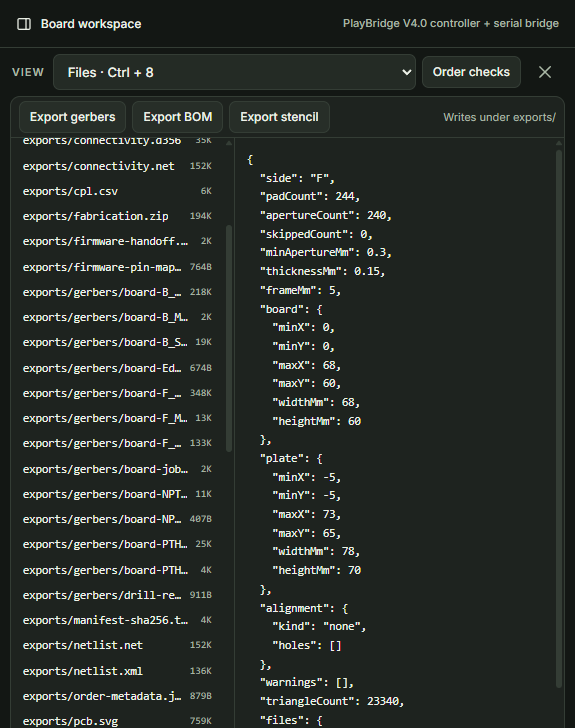 Board workspace
PlayBridge V4.0 controller + serial bridge
VIEW
Files · Ctrl + 8
Order checks
Export gerbers
Export BOM
Export stencil
Writes under exports/
exports/connectivity.d356 35K
exports/connectivity.net 152K
exports/cpl.csv 6K
exports/fabrication.zip 194K
exports/firmware-handoff.… 2K
exports/firmware-pin-map… 764B
exports/gerbers/board-B_… 218K
exports/gerbers/board-B_M… 2K
exports/gerbers/board-B_S… 19K
exports/gerbers/board-Ed… 674B
exports/gerbers/board-F_… 348K
exports/gerbers/board-F_M… 13K
exports/gerbers/board-F_… 133K
exports/gerbers/board-job… 2K
exports/gerbers/board-NPT… 11K
exports/gerbers/board-NP… 407B
exports/gerbers/board-PTH… 25K
exports/gerbers/board-PTH… 4K
exports/gerbers/drill-re… 911B
exports/manifest-sha256.t… 4K
exports/netlist.net 152K
exports/netlist.xml 136K
exports/order-metadata.j… 879B
exports/pcb.svg 759K
{
"side": "F",
"padCount": 244,
"apertureCount": 240,
"skippedCount": 0,
"minApertureMm": 0.3,
"thicknessMm": 0.15,
"frameMm": 5,
"board": {
"minX": 0,
"minY": 0,
"maxX": 68,
"maxY": 60,
"widthMm": 68,
"heightMm": 60
},
"plate": {
"minX": -5,
"minY": -5,
"maxX": 73,
"maxY": 65,
"widthMm": 78,
"heightMm": 70
},
"alignment": {
"kind": "none",
"holes": []
},
"warnings": [],
"triangleCount": 23340,
"files": {